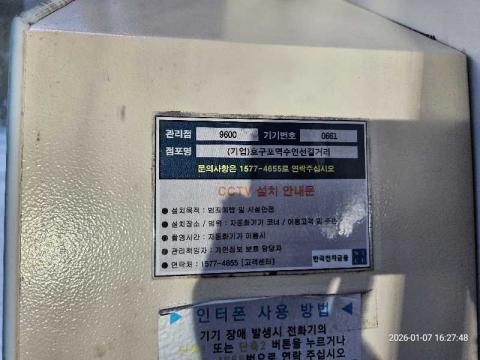 관리점 9600 기기번호 0661
점포명 (기업)호구포역수인선길거리
문의사항은 1577-4655로 연락주십시오
CCTV 설치 안내문
● 설치목적 : 범죄예방 및 시설안전
● 설치장소 / 범위 : 자동화기기 코너 / 이용고객 및 주변
● 촬영시간 : 자동화기기 이용시
● 관리책임자 : 개인정보 보호 담당자
● 연락처 : 1577-4655 [고객센터]
한국전자금융
인터폰 사용 방법
기기 장애 발생시 전화기의
또는 단축2 버튼을 누르거나
번으로 연락 주십시오
2026-01-07 16:27:48